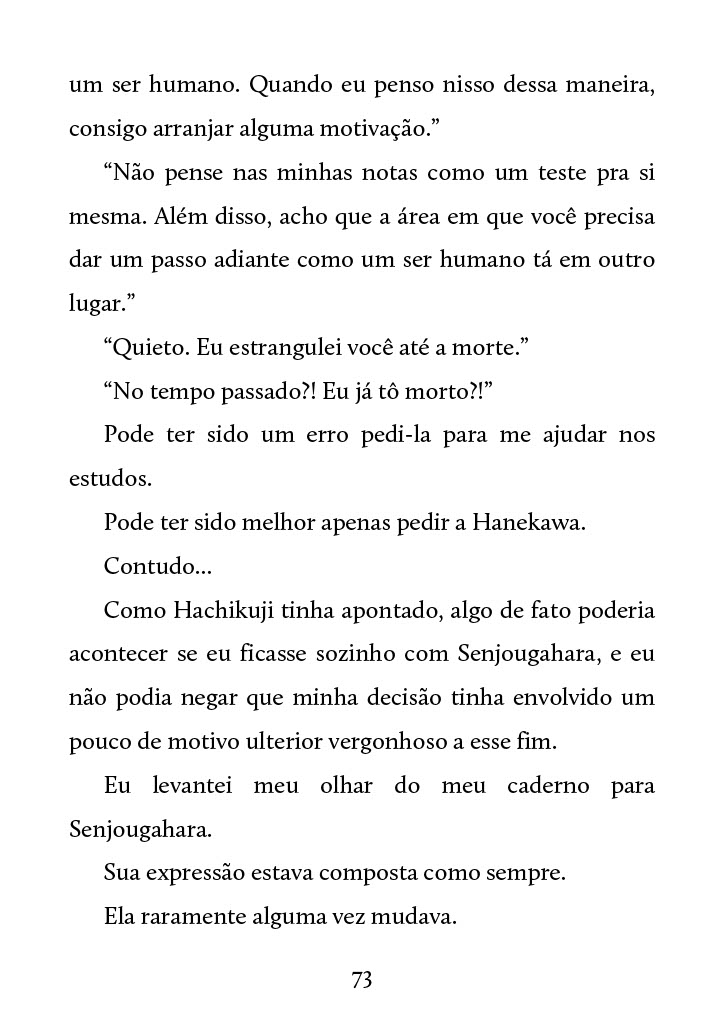 um ser humano. Quando eu penso nisso dessa maneira,
consigo arranjar alguma motivação.”
“Não pense nas minhas notas como um teste pra si
mesma. Além disso, acho que a área em que você precisa
dar um passo adiante como um ser humano tá em outro
lugar.”
“Quieto. Eu estrangulei você até a morte.”
“No tempo passado?! Eu já tô morto?!”
Pode ter sido um erro pedi-la para me ajudar nos
estudos.
Pode ter sido melhor apenas pedir a Hanekawa.
Contudo...
Como Hachikuji tinha apontado, algo de fato poderia
acontecer se eu ficasse sozinho com Senjougahara, e eu
não podia negar que minha decisão tinha envolvido um
pouco de motivo ulterior vergonhoso a esse fim.
Eu levantei meu olhar do meu caderno para
Senjougahara.
Sua expressão estava composta como sempre.
Ela raramente alguma vez mudava.
73